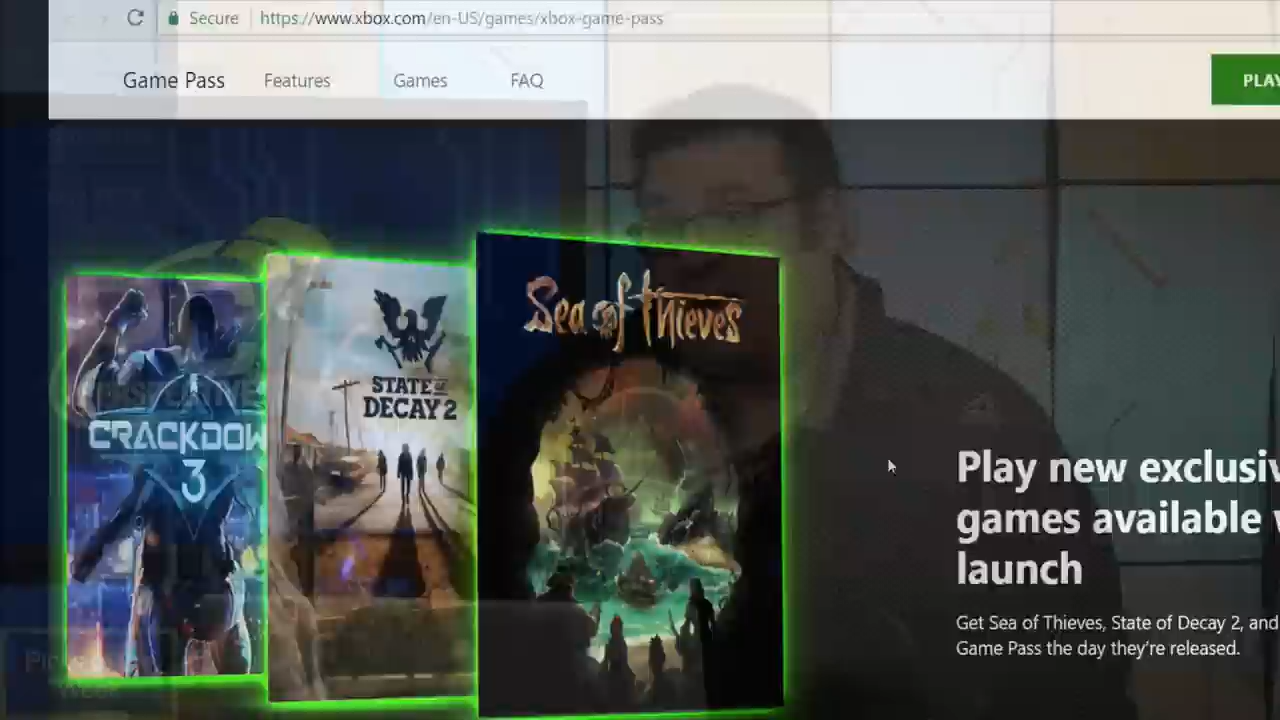 Secure
https://www.xbox.com/en-US/games/xbox-game-pass
Game Pass
Features
Games
FAQ
PLAY
Sea of Thieves
STATE of
DECAY 2
CRACKDOW
3
Play new exclusiv
games available
launch
Get Sea of Thieves, State of Decay 2, and
Game Pass the day they're released.